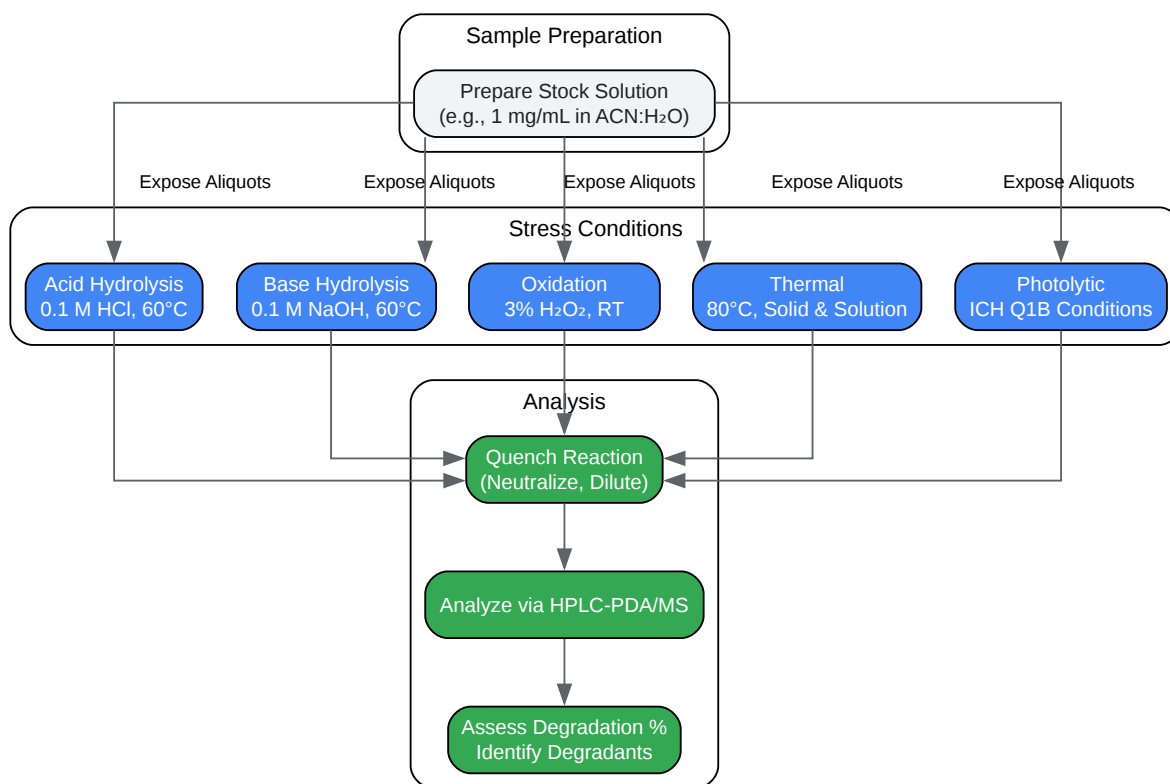 Sample Preparation
Prepare Stock Solution
(e.g., 1 mg/mL in ACN:H₂O)
Expose Aliquots
Expose Aliquots
Expose Aliquots
Expose Aliquots
Expose Aliquots
Stress Conditions
Acid Hydrolysis
0.1 M HCl, 60°C
Base Hydrolysis
0.1 M NaOH, 60°C
Oxidation
3% H₂O₂, RT
Thermal
80°C, Solid & Solution
Photolytic
ICH Q1B Conditions
Analysis
Quench Reaction
(Neutralize, Dilute)
Analyze via HPLC-PDA/MS
Assess Degradation %
Identify Degradants